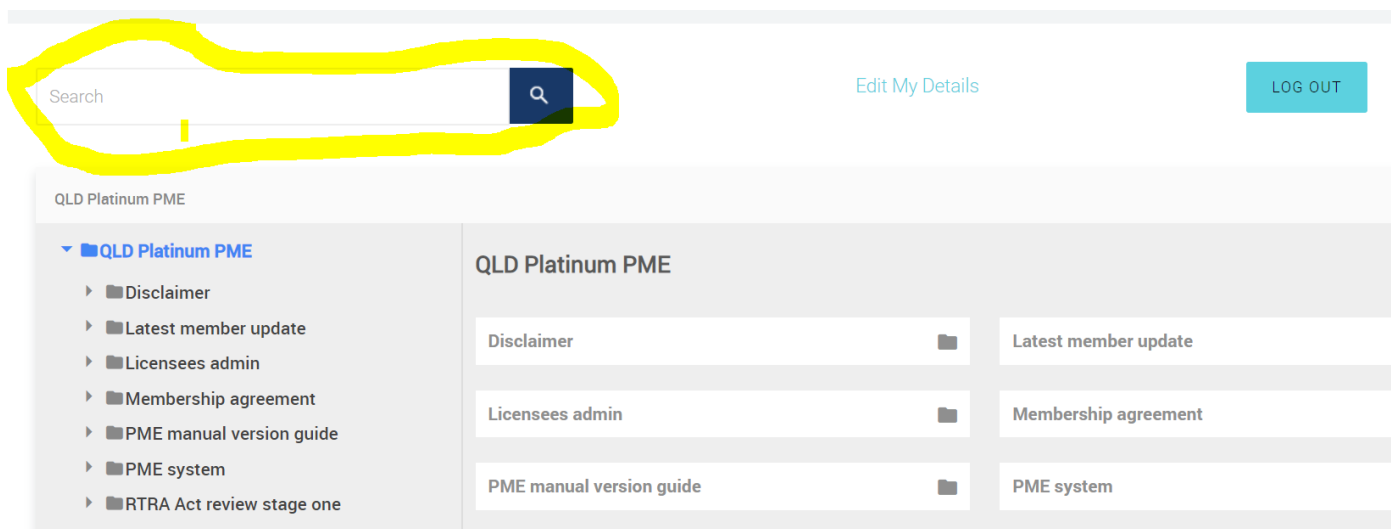 Search
Edit My Details
LOG OUT
QLD Platinum PME
QLD Platinum PME
Disclaimer
Latest member update
Licensees admin
Membership agreement
PME manual version guide
PME system
RTRA Act review stage one
QLD Platinum PME
Disclaimer
Latest member update
Licensees admin
Membership agreement
PME manual version guide
PME system